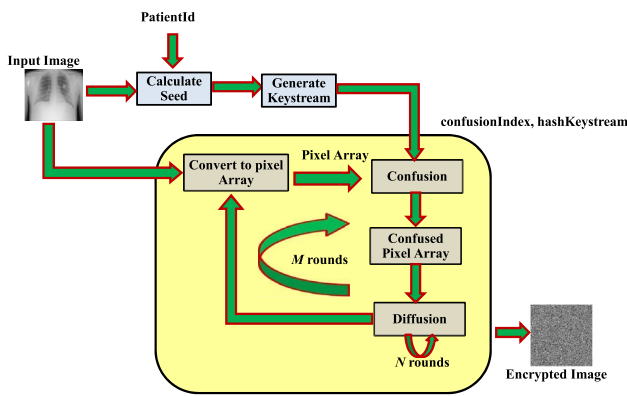 PatientId
Input Image
Calculate
Seed
Generate
Keystream
confusionIndex, hashKeystream
Convert to pixel
Array
Pixel Array
Confusion
Confused
Pixel Array
M rounds
Diffusion
N rounds
Encrypted Image